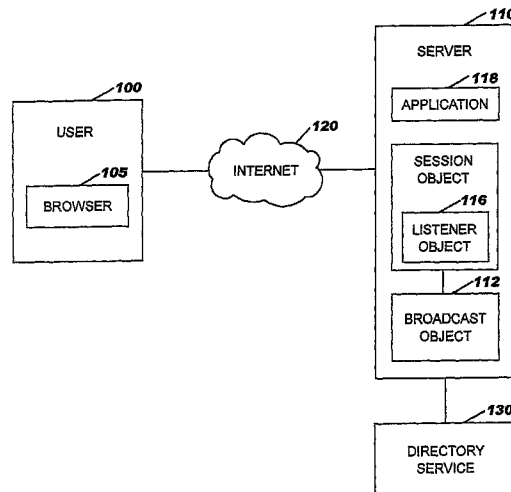 110
SERVER
118
APPLICATION
100
USER
120
INTERNET
105
BROWSER
SESSION
OBJECT
116
LISTENER
OBJECT
112
BROADCAST
OBJECT
130
DIRECTORY
SERVICE